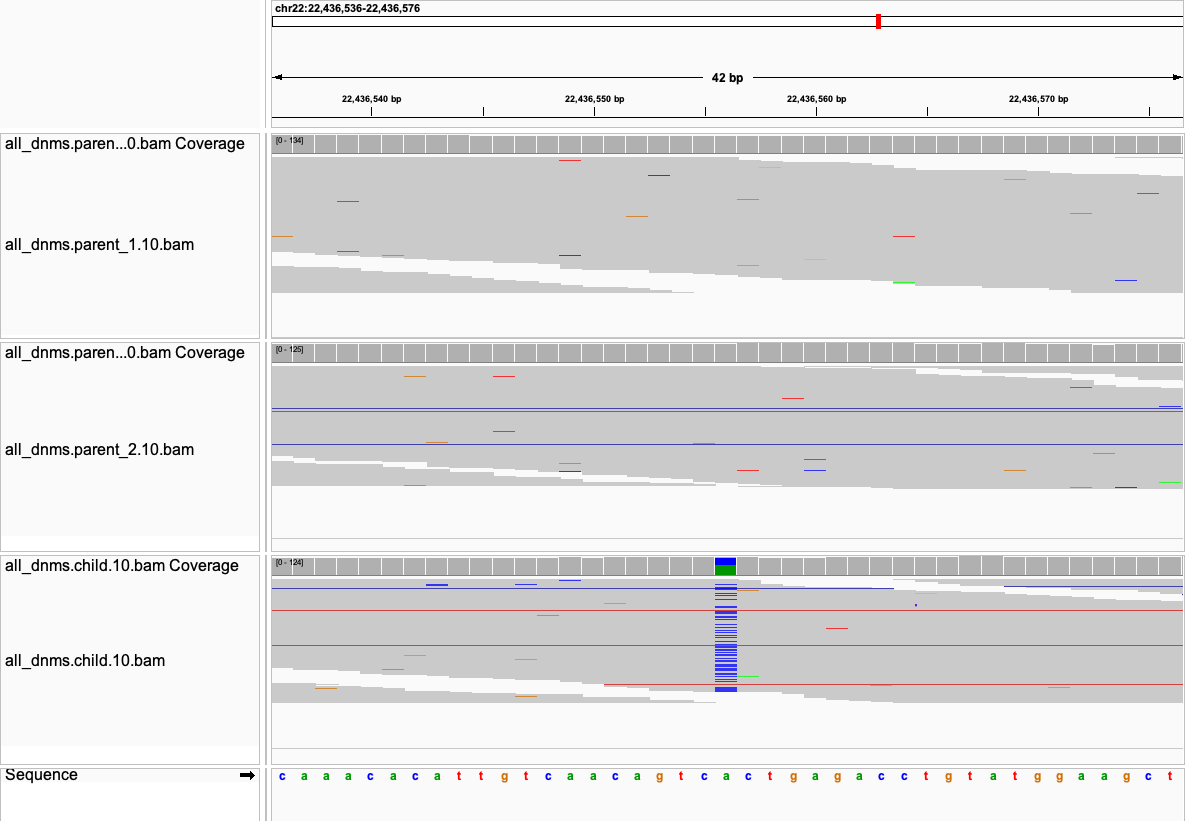 chr22:22,436,536-22,436,576
42 bp
22,436,540 bp 22,436,550 bp 22,436,560 bp 22,436,570 bp
all_dnms.paren...0.bam Coverage
[0 - 134]
all_dnms.parent_1.10.bam
all_dnms.paren...0.bam Coverage
[0 - 125]
all_dnms.parent_2.10.bam
all_dnms.child.10.bam Coverage
[0 - 124]
all_dnms.child.10.bam
Sequence
c a a a c a c a t t g t c a a c a g t c a c t g a g a c c t g t a t g g a a g c t